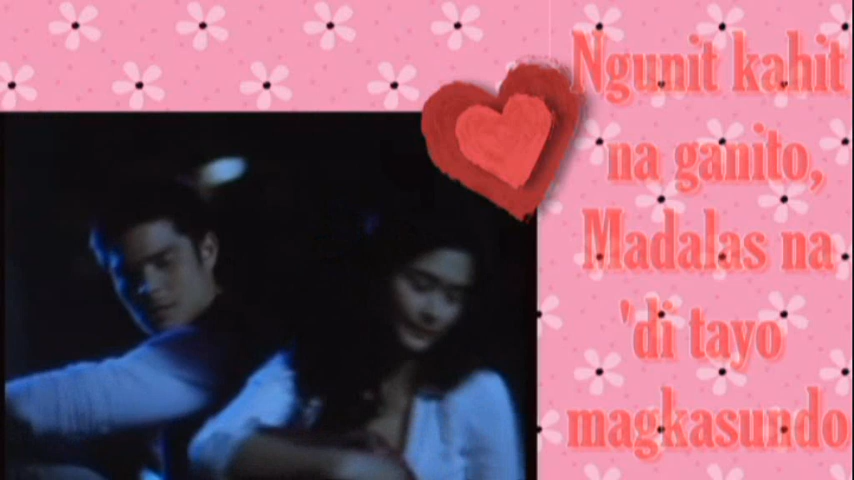 Ngunit kahit
na ganito,
Madalas na
'di tayo
magkasundo